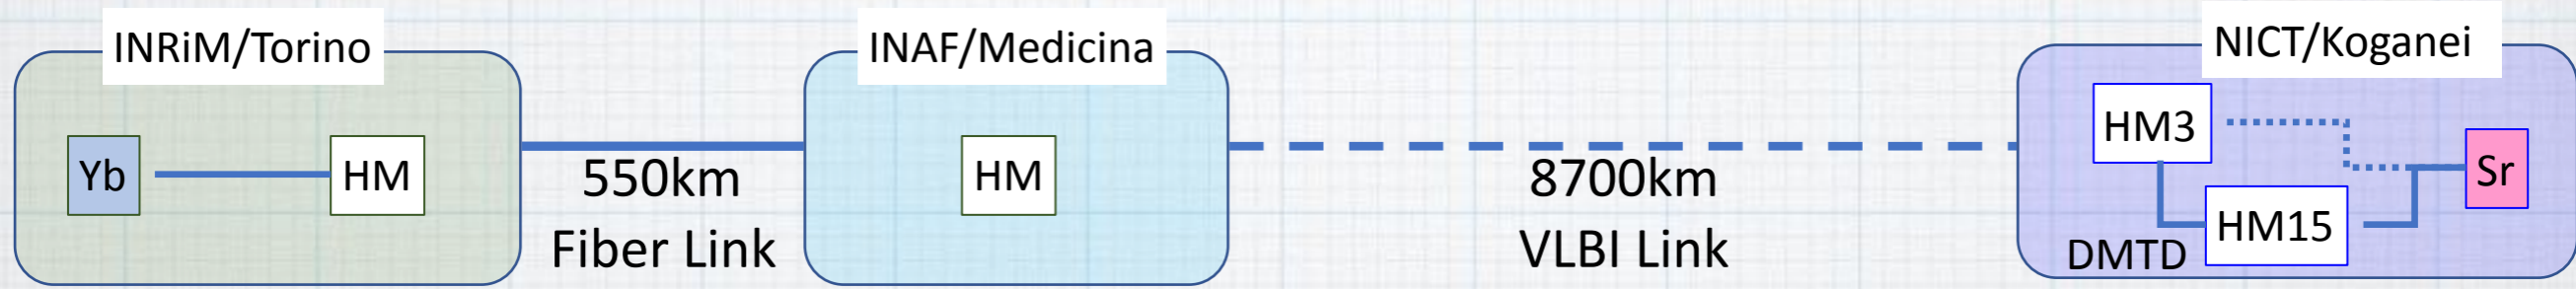 INRiM/Torino
Yb
HM
550km
Fiber Link
INAF/Medicina
HM
8700km
VLBI Link
NICT/Koganei
HM3
HM15
DMTD
Sr